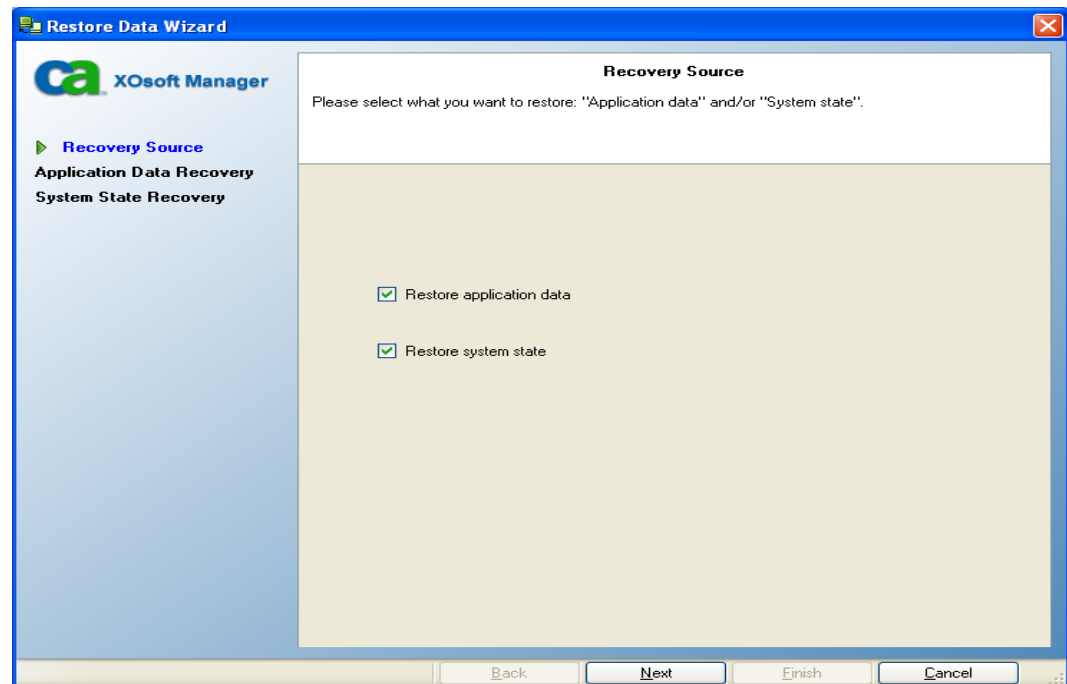 Restore Data Wizard
ca XOsoft Manager
Recovery Source
Application Data Recovery
System State Recovery
Recovery Source
Please select what you want to restore: "Application data" and/or "System state".
Restore application data
Restore system state
Back Next Finish Cancel